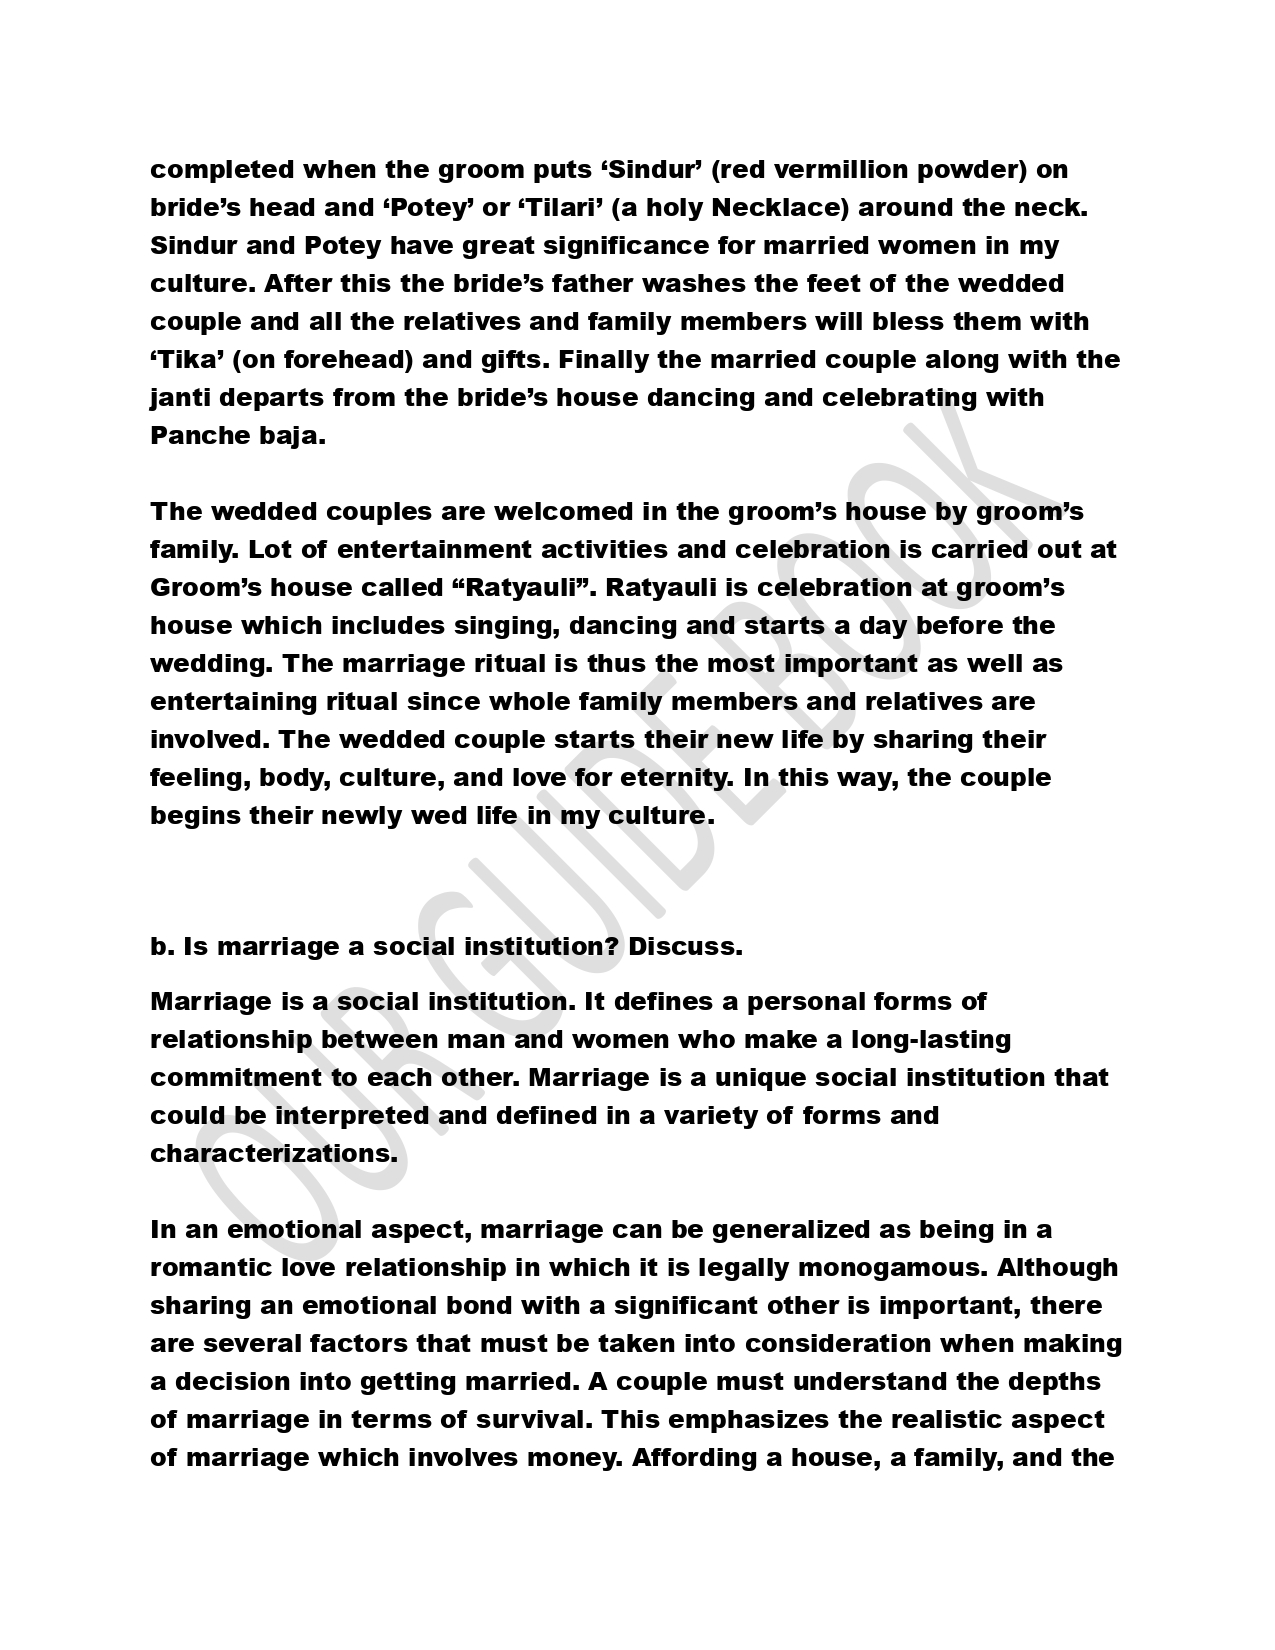 completed when the groom puts ‘Sindur’ (red vermillion powder) on
bride’s head and ‘Potey’ or ‘Tilari’ (a holy Necklace) around the neck.
Sindur and Potey have great significance for married women in my
culture. After this the bride’s father washes the feet of the wedded
couple and all the relatives and family members will bless them with
‘Tika’ (on forehead) and gifts. Finally the married couple along with the
janti departs from the bride’s house dancing and celebrating with
Panche baja.
The wedded couples are welcomed in the groom’s house by groom’s
family. Lot of entertainment activities and celebration is carried out at
Groom’s house called “Ratyauli”. Ratyauli is celebration at groom’s
house which includes singing, dancing and starts a day before the
wedding. The marriage ritual is thus the most important as well as
entertaining ritual since whole family members and relatives are
involved. The wedded couple starts their new life by sharing their
feeling, body, culture, and love for eternity. In this way, the couple
begins their newly wed life in my culture.
b. Is marriage a social institution? Discuss.
Marriage is a social institution. It defines a personal forms of
relationship between man and women who make a long-lasting
commitment to each other. Marriage is a unique social institution that
could be interpreted and defined in a variety of forms and
characterizations.
In an emotional aspect, marriage can be generalized as being in a
romantic love relationship in which it is legally monogamous. Although
sharing an emotional bond with a significant other is important, there
are several factors that must be taken into consideration when making
a decision into getting married. A couple must understand the depths
of marriage in terms of survival. This emphasizes the realistic aspect
of marriage which involves money. Affording a house, a family, and the
OUR GUIDE BOOK